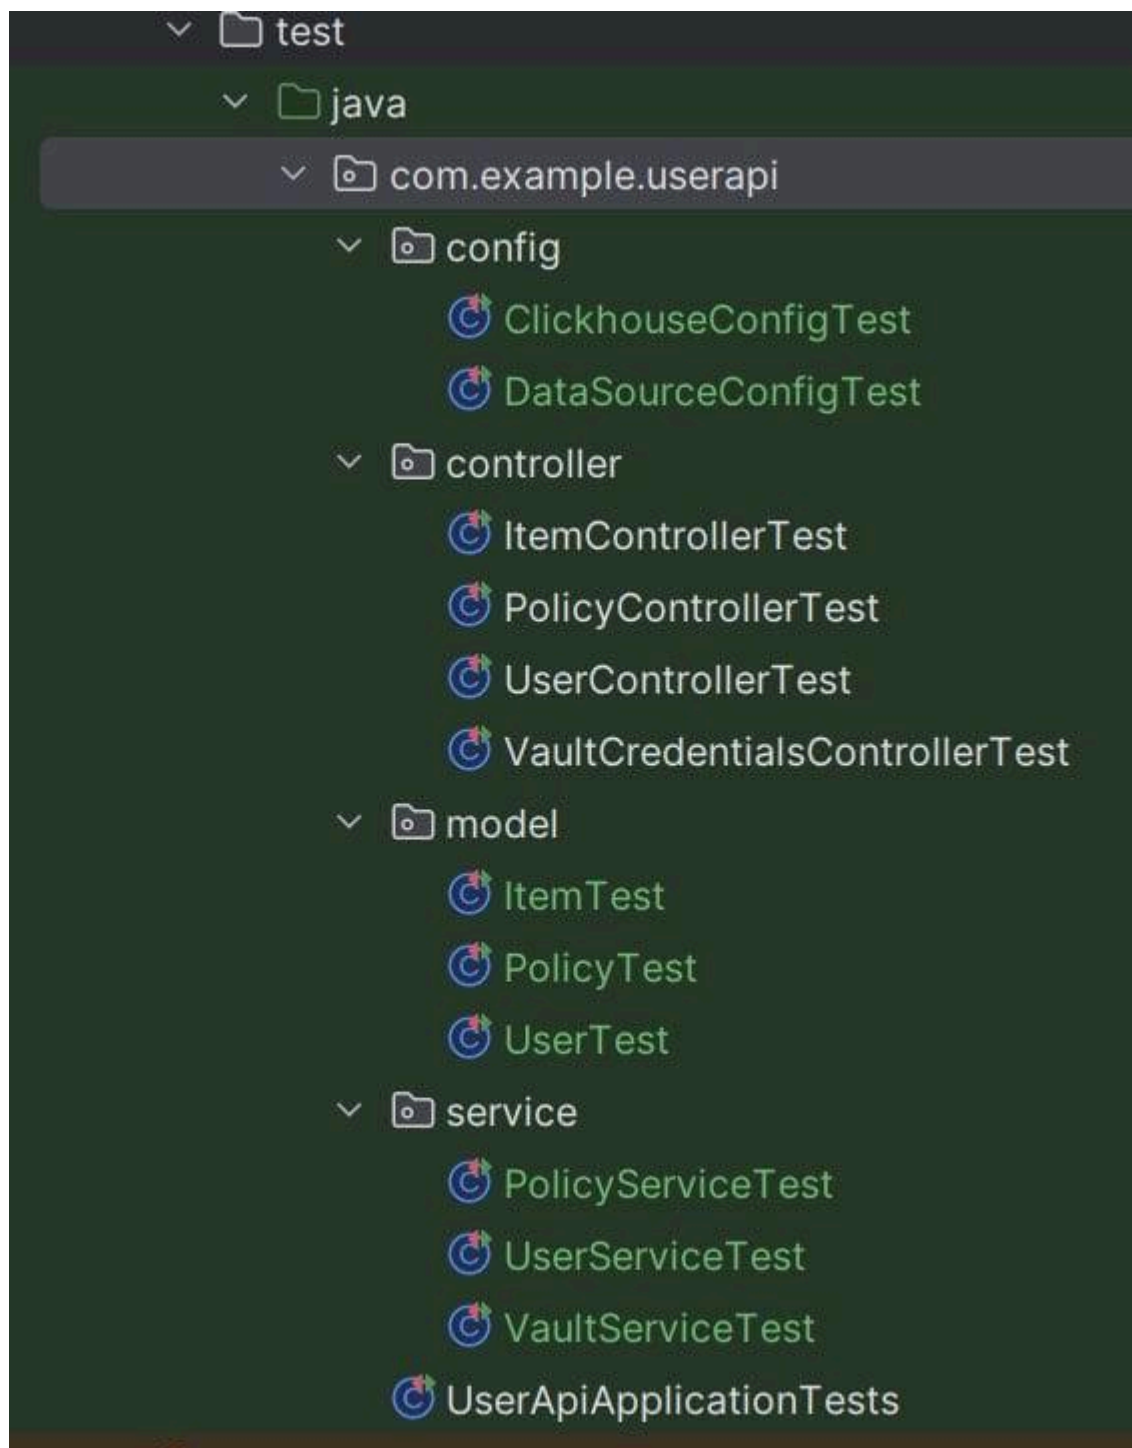 test
java
com.example.userapi
config
ClickhouseConfigTest
DataSourceConfigTest
controller
ItemControllerTest
PolicyControllerTest
UserControllerTest
VaultCredentialsControllerTest
model
ItemTest
PolicyTest
UserTest
service
PolicyServiceTest
UserServiceTest
VaultServiceTest
UserApiApplicationTests